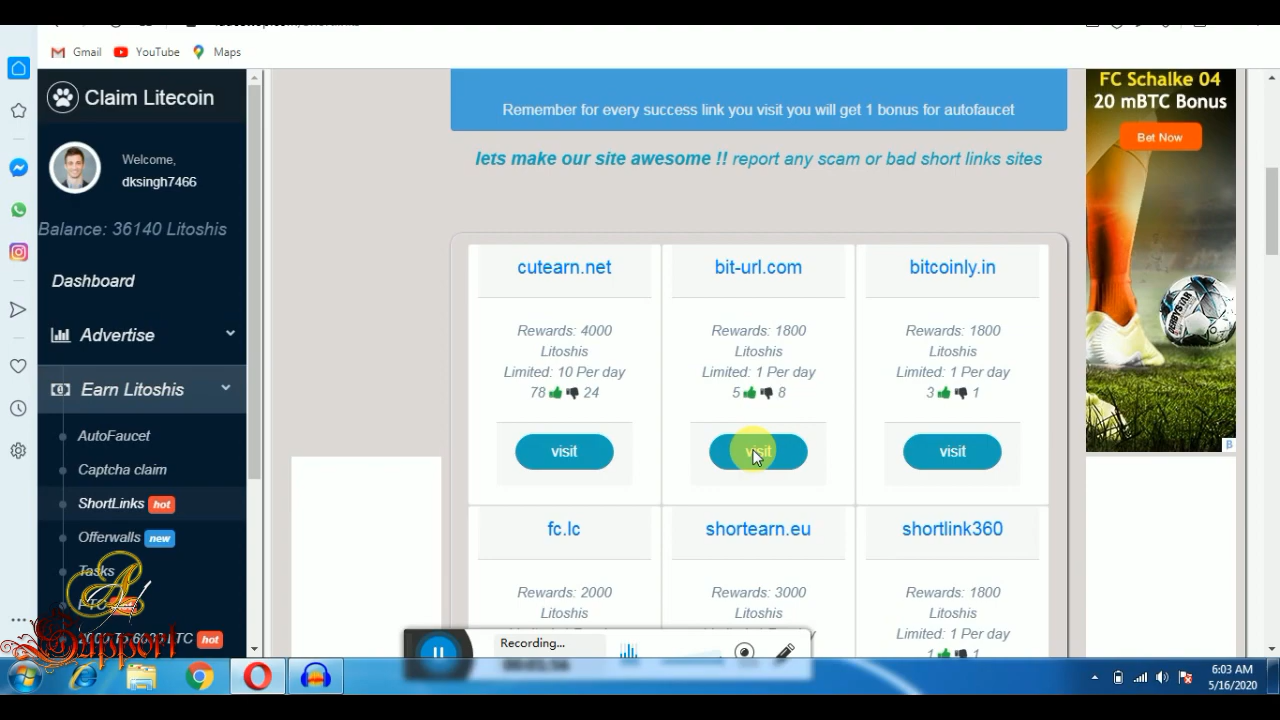 Gmail
YouTube
Maps
Claim Litecoin
Welcome,
dksingh7466
Balance: 36140 Litoshis
Dashboard
Advertise
Earn Litoshis
AutoFaucet
Captcha claim
ShortLinks hot
Offerwalls new
Tasks
Support
Remember for every success link you visit you will get 1 bonus for autofaucet
lets make our site awesome !! report any scam or bad short links sites
cutearn.net
Rewards: 4000
Litoshis
Limited: 10 Per day
78 24
visit
bit-url.com
Rewards: 1800
Litoshis
Limited: 1 Per day
5 8
visit
bitcoinly.in
Rewards: 1800
Litoshis
Limited: 1 Per day
3 1
visit
fc.lc
Rewards: 2000
Litoshis
shortearn.eu
Rewards: 3000
Litoshis
shortlink360
Rewards: 1800
Litoshis
Limited: 1 Per day
FC Schalke 04
20 mBTC Bonus
Bet Now
Recording...
6:03 AM
5/16/2020